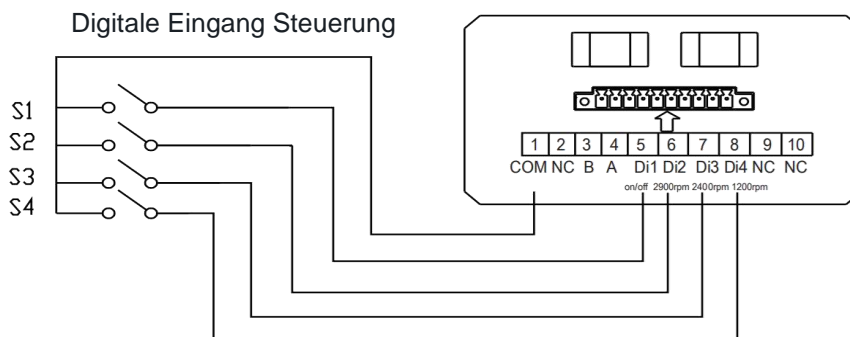 Digitale Eingang Steuerung
S1
S2
S3
S4
1 2 3 4 5 6 7 8 9 10
COM NC B A Di1 Di2 Di3 Di4 NC NC
on/off 2900rpm 2400rpm 1200rpm